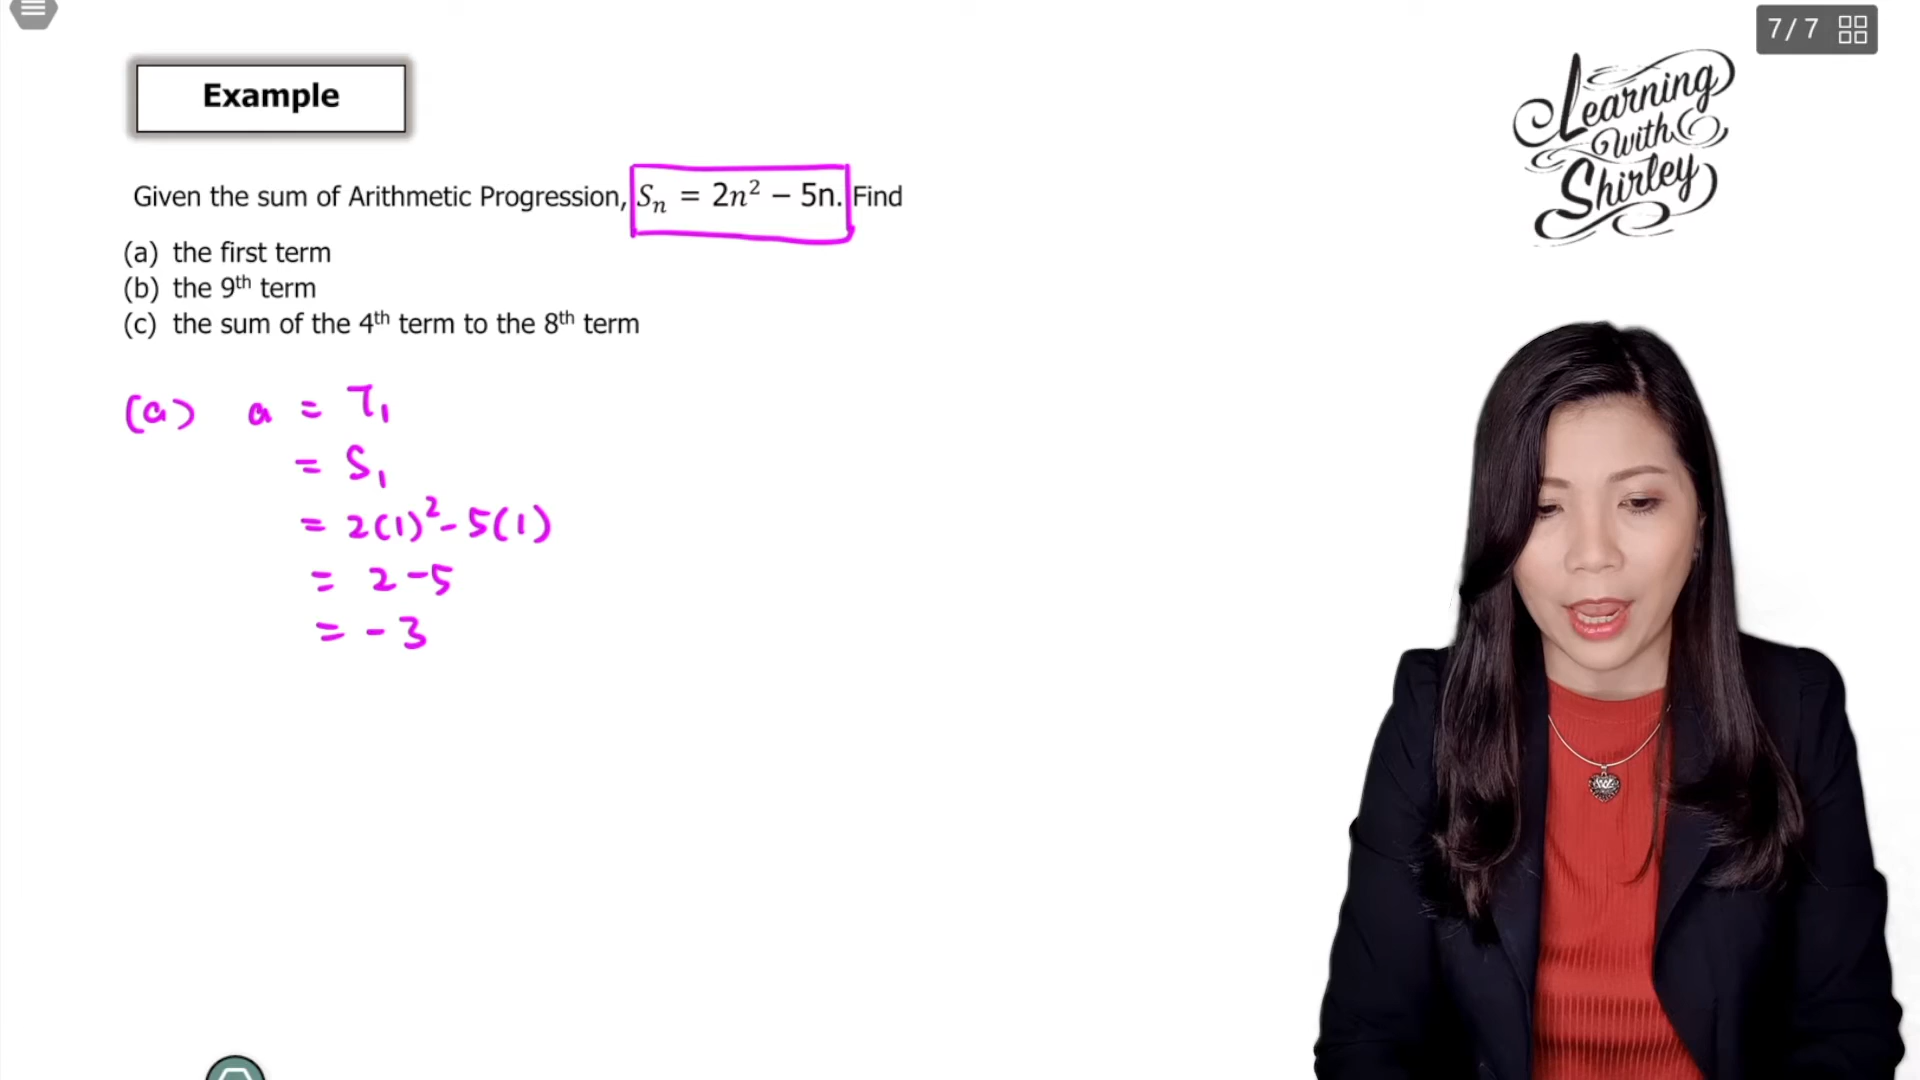 7/7
Learning
with
Shirley
Example
Given the sum of Arithmetic Progression, Sₙ = 2n² − 5n. Find
(a) the first term
(b) the 9th term
(c) the sum of the 4th term to the 8th term
(a) a = T₁
= S₁
= 2(1)² - 5(1)
= 2 - 5
= - 3